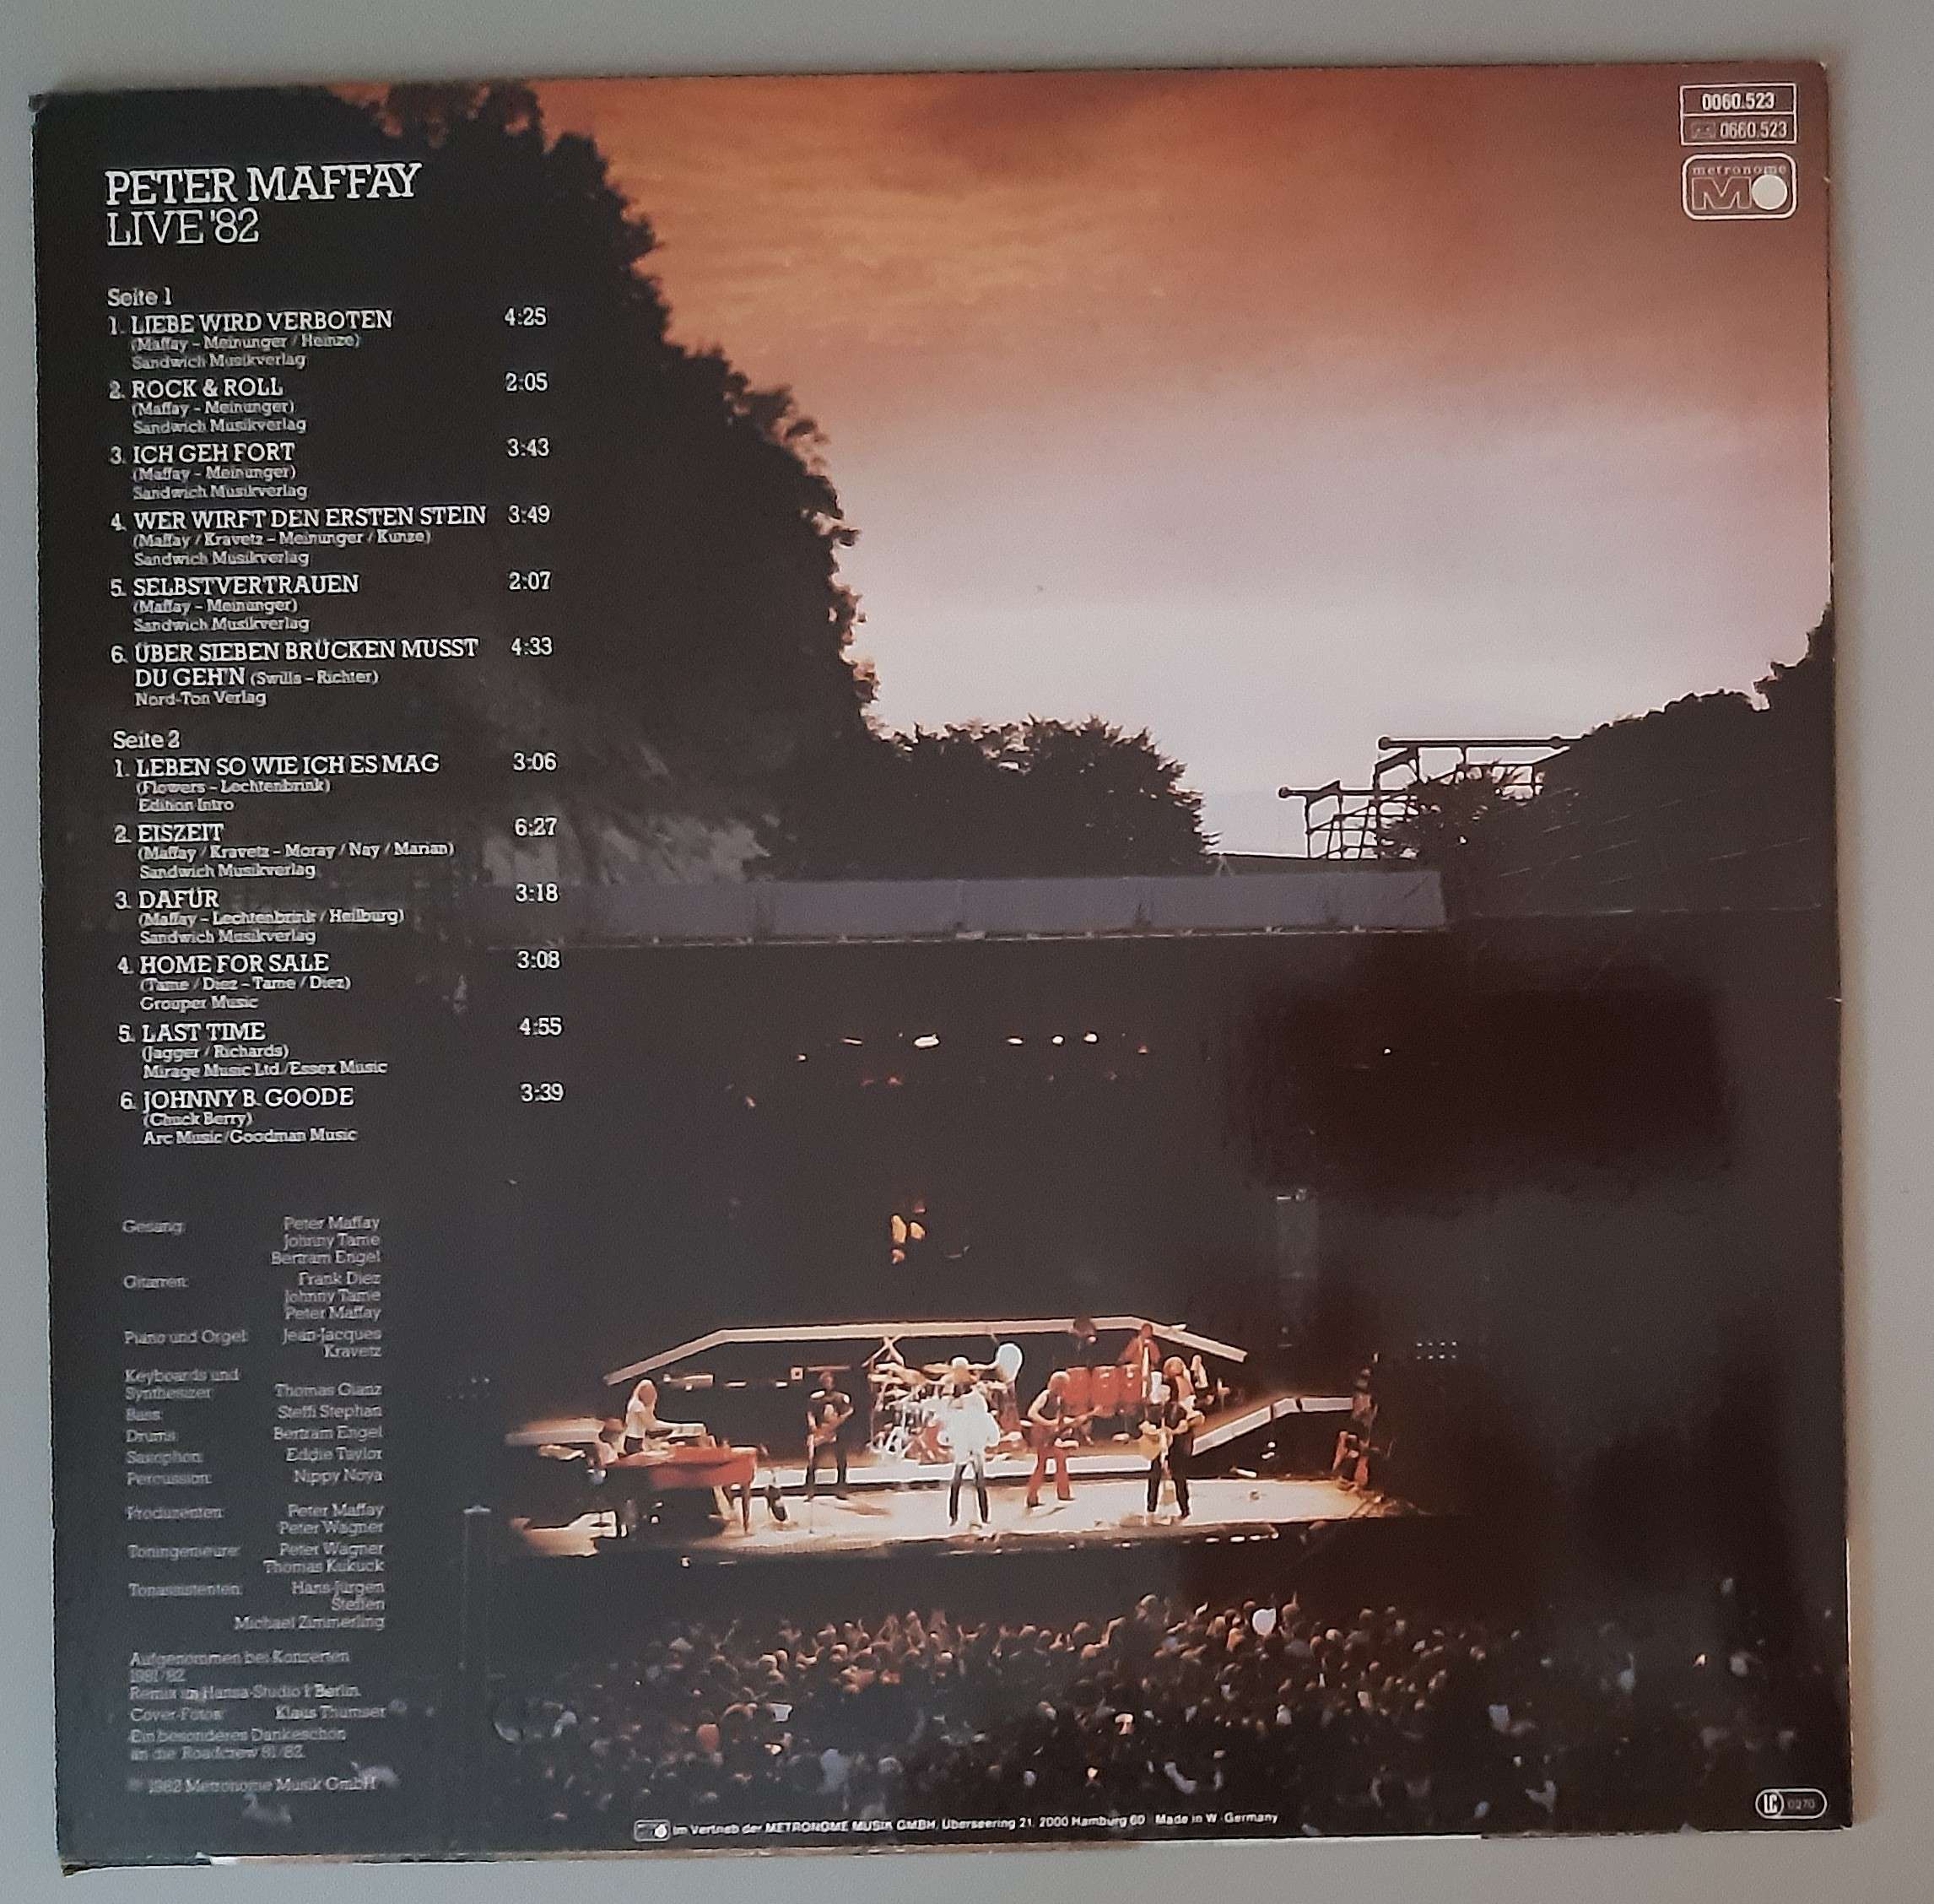 PETER MAFFAY
LIVE '82
0060.523
0660.523
metronome
Seite 1
1. LIEBE WIRD VERBOTEN 4:25
(Maffay – Meinunger / Heinze)
Sandwich Musikverlag
2. ROCK & ROLL 2:05
(Maffay – Meinunger)
Sandwich Musikverlag
3. ICH GEH FORT 3:43
(Maffay – Meinunger)
Sandwich Musikverlag
4. WER WIRFT DEN ERSTEN STEIN 3:49
(Maffay / Kravetz – Meinunger / Kunze)
Sandwich Musikverlag
5. SELBSTVERTRAUEN 2:07
(Maffay – Meinunger)
Sandwich Musikverlag
6. ÜBER SIEBEN BRÜCKEN MUSST 4:33
DU GEH'N (Swills – Richter)
Nord-Ton Verlag
Seite 2
1. LEBEN SO WIE ICH ES MAG 3:06
(Flowers – Lechtenbrink)
Edition Intro
2. EISZEIT 6:27
(Maffay / Kravetz – Moray / Nay / Marian)
Sandwich Musikverlag
3. DAFÜR 3:18
(Maffay – Lechtenbrink / Heilburg)
Sandwich Musikverlag
4. HOME FOR SALE 3:08
(Tame / Diez – Tame / Diez)
Grouper Music
5. LAST TIME 4:55
(Jagger / Richards)
Mirage Music Ltd./Essex Music
6. JOHNNY B. GOODE 3:39
(Chuck Berry)
Arc Music/Goodman Music
Gesang: Peter Maffay
Johnny Tame
Bertram Engel
Gitarren: Frank Diez
Johnny Tame
Peter Maffay
Piano und Orgel: Jean-Jacques
Kravetz
Keyboards und
Synthesizer: Thomas Glanz
Bass: Steffi Stephan
Drums: Bertram Engel
Saxophon: Eddie Taylor
Percussion: Nippy Noya
Produzenten: Peter Maffay
Peter Wagner
Toningenieure: Peter Wagner
Thomas Kukuck
Tonassistenten: Hans-Jürgen
Steffen
Michael Zimmerling
Aufgenommen bei Konzerten
1981/82
Remix im Hansa-Studio 1 Berlin
Cover-Fotos: Klaus Thumser
Ein besonderes Dankeschön
an die Roadcrew 81/82
℗ 1982 Metronome Musik GmbH
Im Vertrieb der METRONOME MUSIK GMBH, Überseering 21, 2000 Hamburg 60 Made in W.-Germany
LC 0270